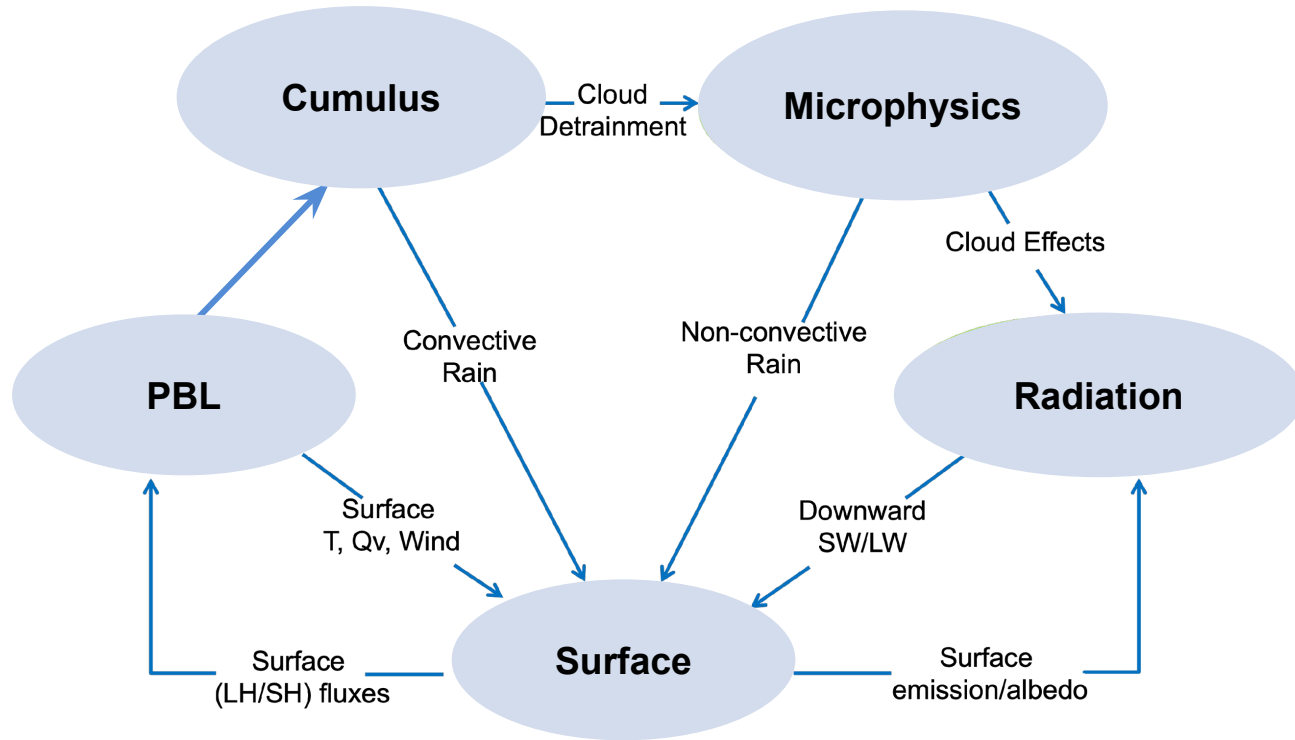 Cumulus
Cloud
Detrainment
Microphysics
Cloud Effects
Convective
Rain
Non-convective
Rain
PBL
Radiation
Surface
T, Qv, Wind
Downward
SW/LW
Surface
Surface
(LH/SH) fluxes
Surface
emission/albedo